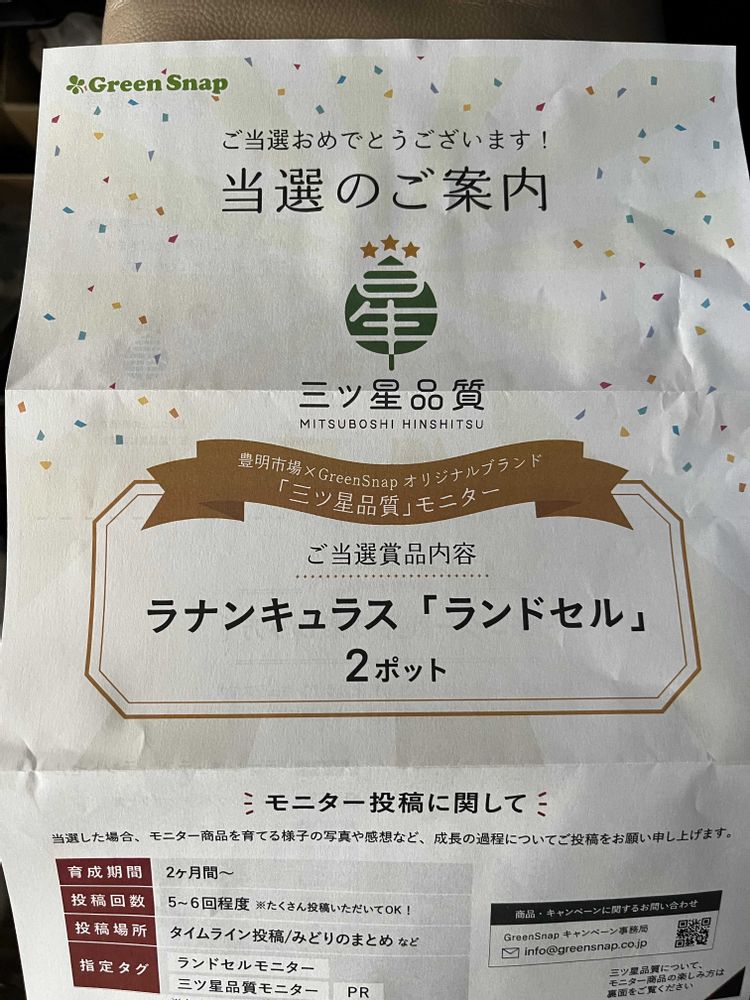 GreenSnap
ご当選おめでとうございます！
当選のご案内
三ツ星品質
MITSUBOSHI HINSHITSU
豊明市場×GreenSnap オリジナルブランド
「三ツ星品質」モニター
ご当選賞品内容
ラナンキュラス「ランドセル」
2ポット
モニター投稿に関して
当選した場合、モニター商品を育てる様子の写真や感想など、成長の過程についてご投稿をお願い申し上げます。
育成期間 2ヶ月間〜
投稿回数 5〜6回程度 ※たくさん投稿いただいてOK！
投稿場所 タイムライン投稿/みどりのまとめ など
指定タグ ランドセルモニター
三ツ星品質モニター PR
商品・キャンペーンに関するお問い合わせ
GreenSnap キャンペーン事務局
info@greensnap.co.jp
三ツ星品質について、
モニター商品の楽しみ方は
裏面をご覧ください